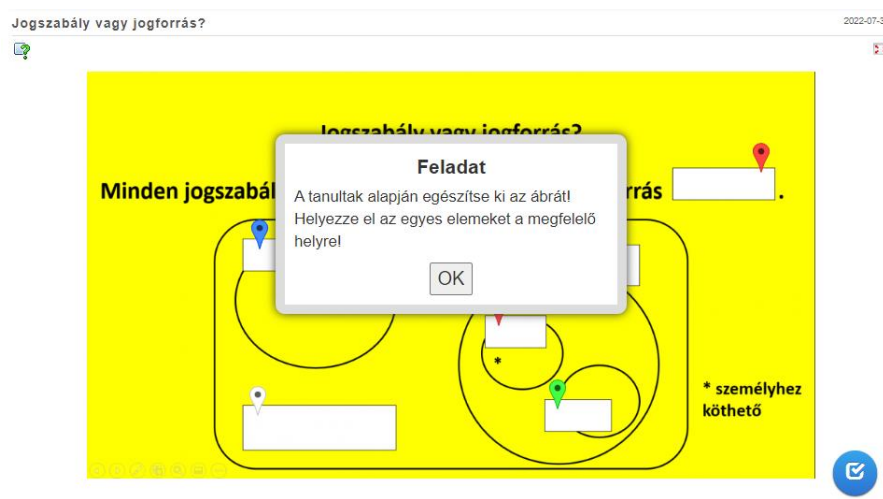 Jogszabály vagy jogforrás?
2022-07-3
Jogszabály vagy jogforrás?
Minden jogszabál
rrás
.
Feladat
A tanultak alapján egészítse ki az ábrát!
Helyezze el az egyes elemeket a megfelelő
helyre!
OK
*
* személyhez
köthető